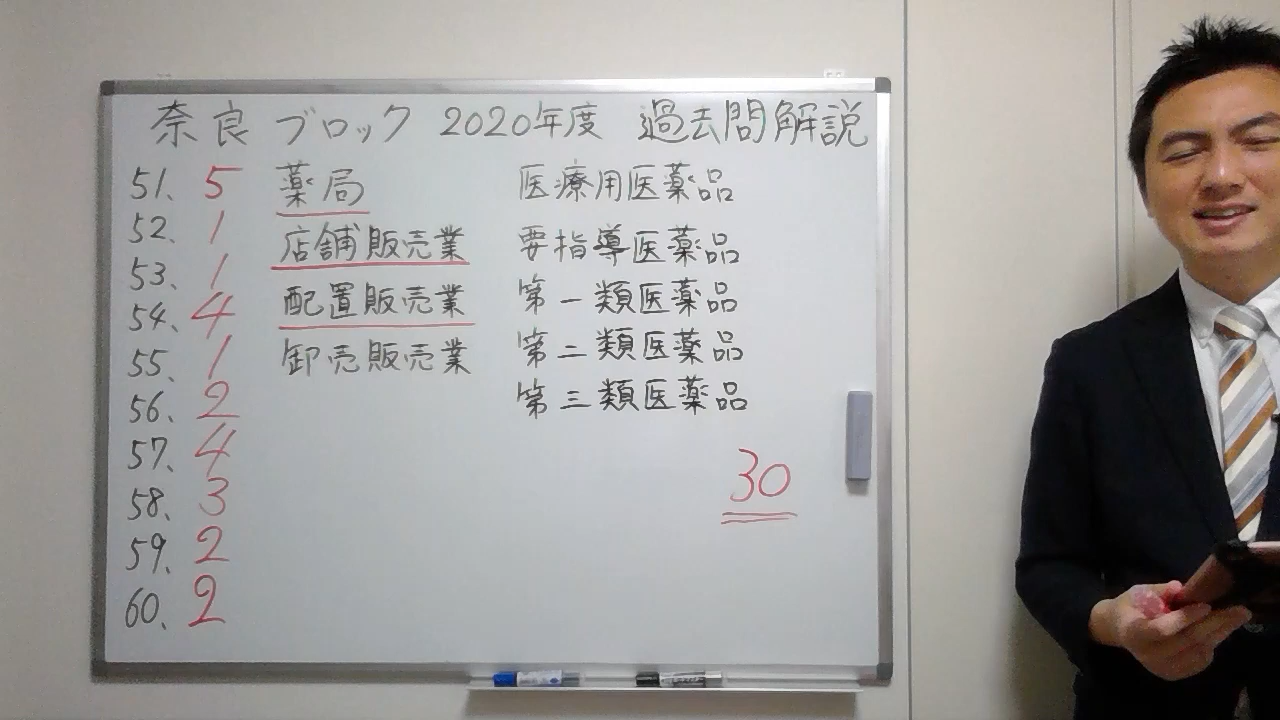 奈良ブロック 2020年度 過去問解説
51. 5 薬局 医療用医薬品
52. 1 店舗販売業 要指導医薬品
53. 1 配置販売業 第一類医薬品
54. 4 卸売販売業 第二類医薬品
55. 1 第三類医薬品
56. 2
57. 4 30
58. 3
59. 2
60. 2